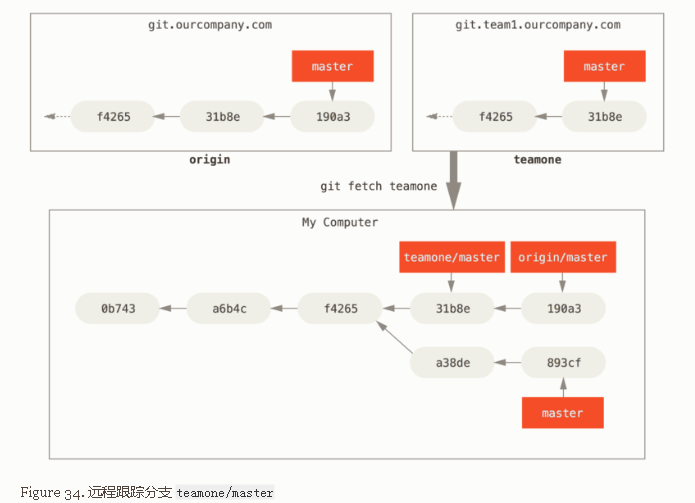 git.ourcompany.com
master
f4265 31b8e 190a3
origin
git.team1.ourcompany.com
master
f4265 31b8e
teamone
git fetch teamone
My Computer
teamone/master origin/master
0b743 a6b4c f4265 31b8e 190a3
a38de 893cf
master
Figure 34. 远程跟踪分支 teamone/master